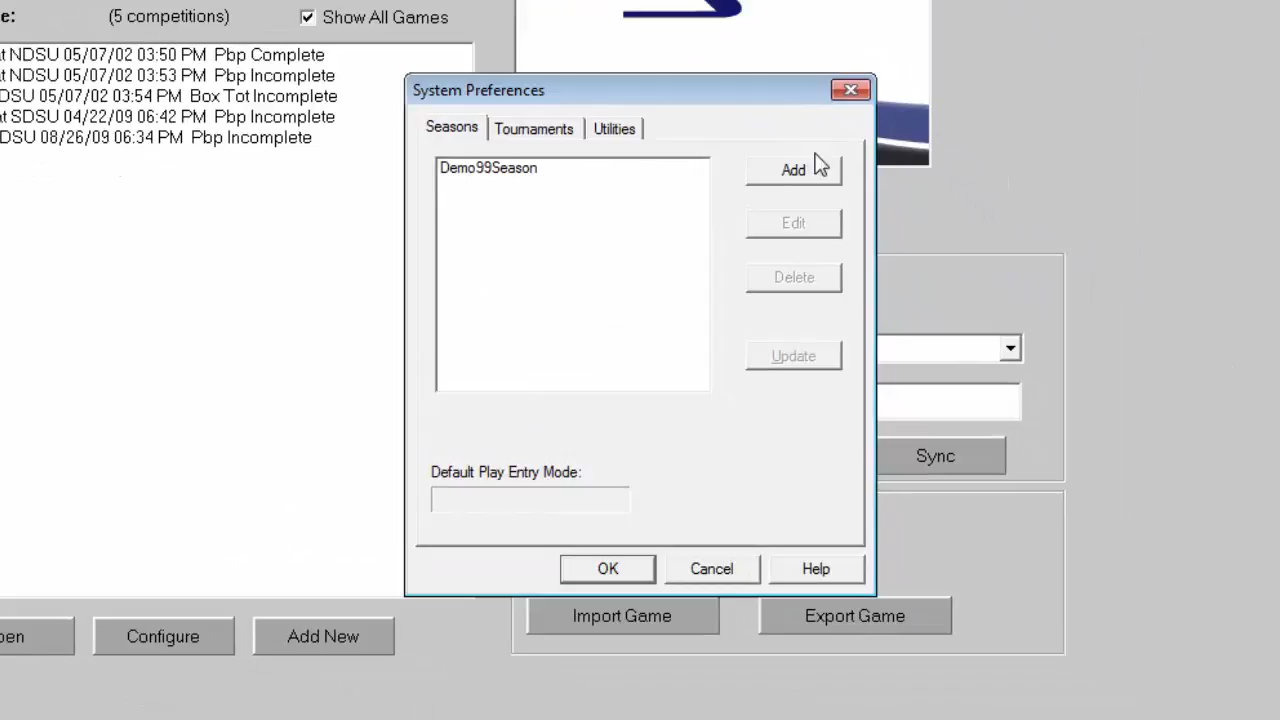 e: (5 competitions) Show All Games
at NDSU 05/07/02 03:50 PM Pbp Complete
at NDSU 05/07/02 03:53 PM Pbp Incomplete
DSU 05/07/02 03:54 PM Box Tot Incomplete
at SDSU 04/22/09 06:42 PM Pbp Incomplete
SDSU 08/26/09 06:34 PM Pbp Incomplete
System Preferences
Seasons Tournaments Utilities
Demo99Season
Add
Edit
Delete
Update
Default Play Entry Mode:
OK Cancel Help
Sync
Import Game Export Game
pen Configure Add New